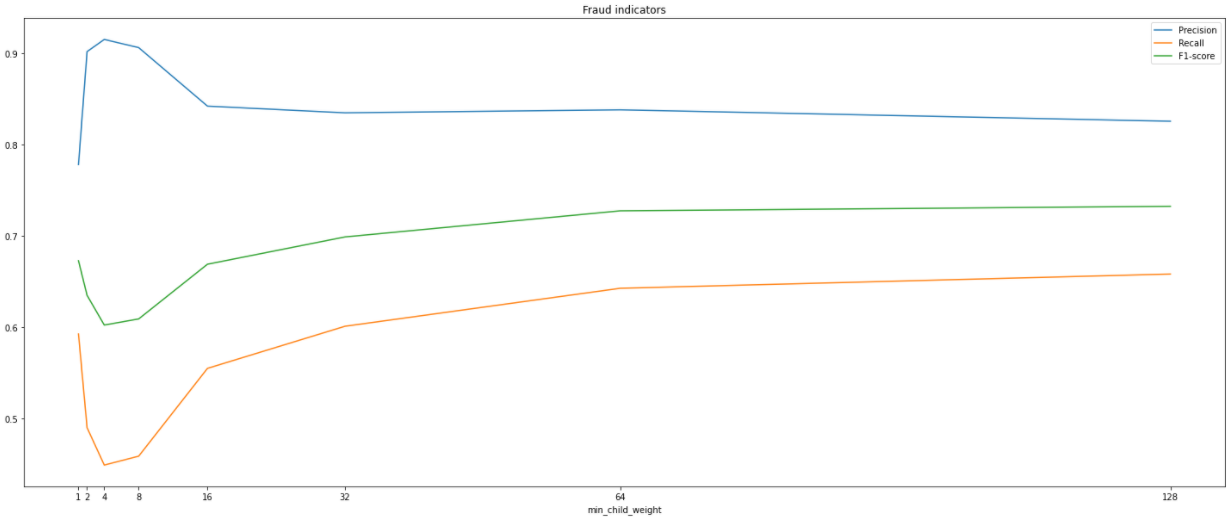 Fraud indicators
Precision
Recall
F1-score
0.9
0.8
0.7
0.6
0.5
1 2 4 8 16 32 64 128
min_child_weight